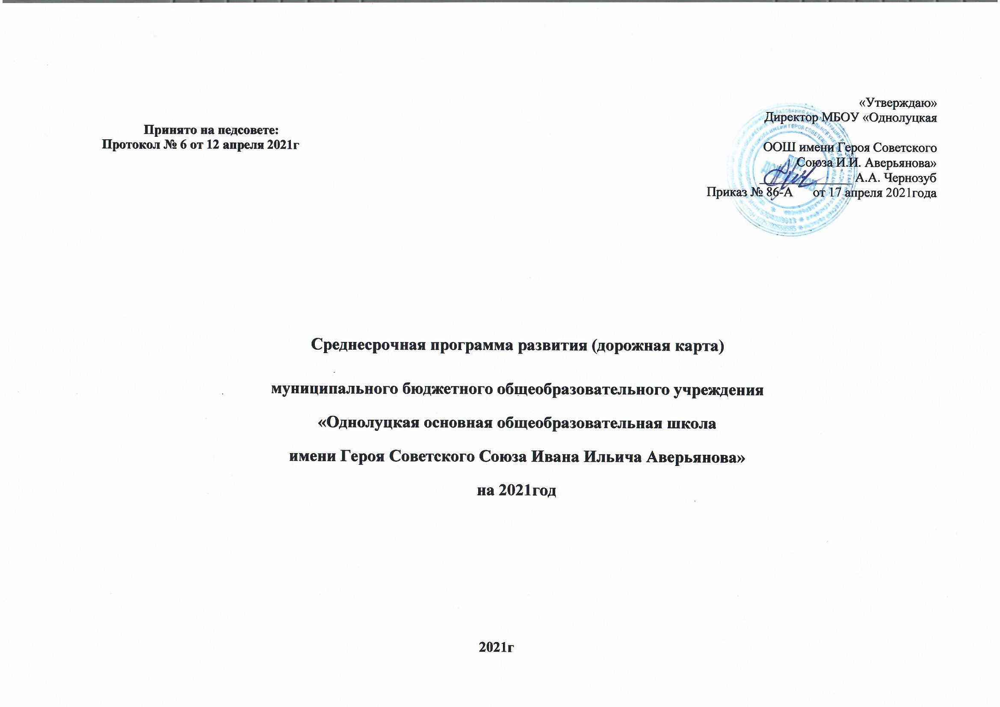 Принято на педсовете:
Протокол № 6 от 12 апреля 2021г
«Утверждаю»
Директор МБОУ «Однолуцкая
ООШ имени Героя Советского
Союза И.И. Аверьянова»
А.А. Чернозуб
Приказ № 86-А от 17 апреля 2021года
Среднесрочная программа развития (дорожная карта)
муниципального бюджетного общеобразовательного учреждения
«Однолуцкая основная общеобразовательная школа
имени Героя Советского Союза Ивана Ильича Аверьянова»
на 2021год
2021г